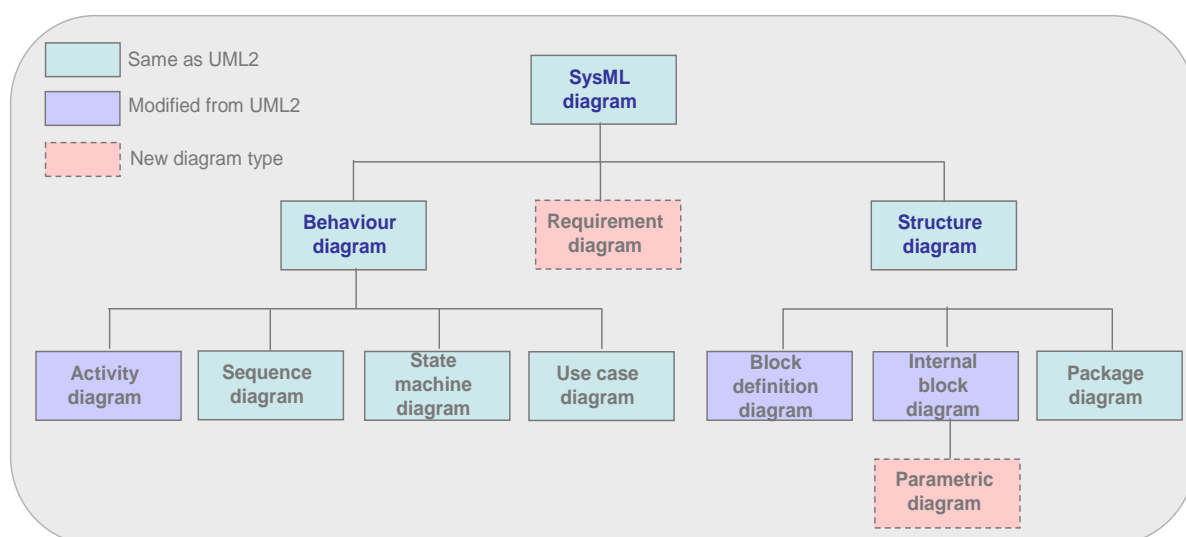 Same as UML2
Modified from UML2
New diagram type
SysML
diagram
Behaviour
diagram
Requirement
diagram
Structure
diagram
Activity
diagram
Sequence
diagram
State
machine
diagram
Use case
diagram
Block
definition
diagram
Internal
block
diagram
Package
diagram
Parametric
diagram